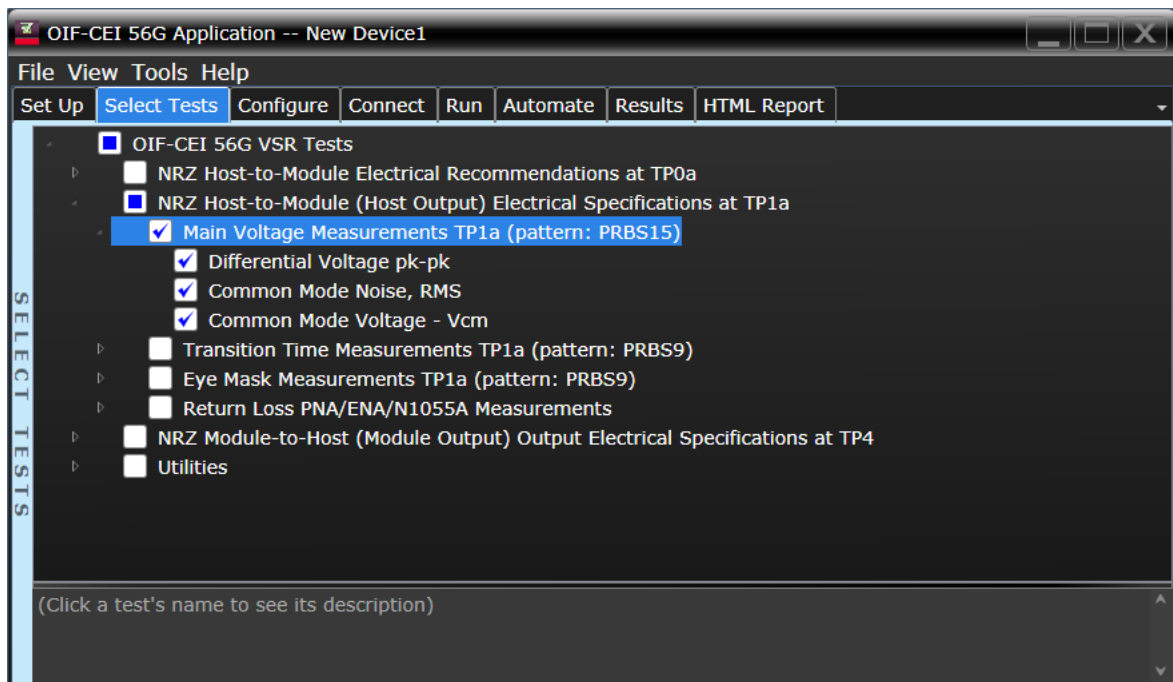 OIF-CEI 56G Application -- New Device1
File View Tools Help
Set Up Select Tests Configure Connect Run Automate Results HTML Report
SELECT TESTS
OIF-CEI 56G VSR Tests
NRZ Host-to-Module Electrical Recommendations at TP0a
NRZ Host-to-Module (Host Output) Electrical Specifications at TP1a
Main Voltage Measurements TP1a (pattern: PRBS15)
Differential Voltage pk-pk
Common Mode Noise, RMS
Common Mode Voltage - Vcm
Transition Time Measurements TP1a (pattern: PRBS9)
Eye Mask Measurements TP1a (pattern: PRBS9)
Return Loss PNA/ENA/N1055A Measurements
NRZ Module-to-Host (Module Output) Output Electrical Specifications at TP4
Utilities
(Click a test's name to see its description)